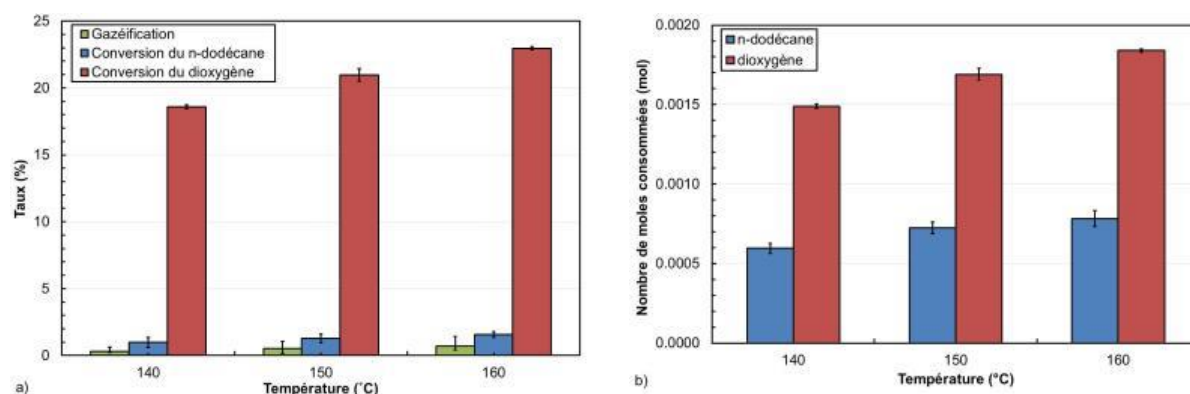 25
20
15
10
5
0
Taux (%)
Gazéification
Conversion du n-dodécane
Conversion du dioxygène
140
150
160
Température (˚C)
a)
0.0020
0.0015
0.0010
0.0005
0.0000
Nombre de moles consommées (mol)
n-dodécane
dioxygène
140
150
160
Température (°C)
b)